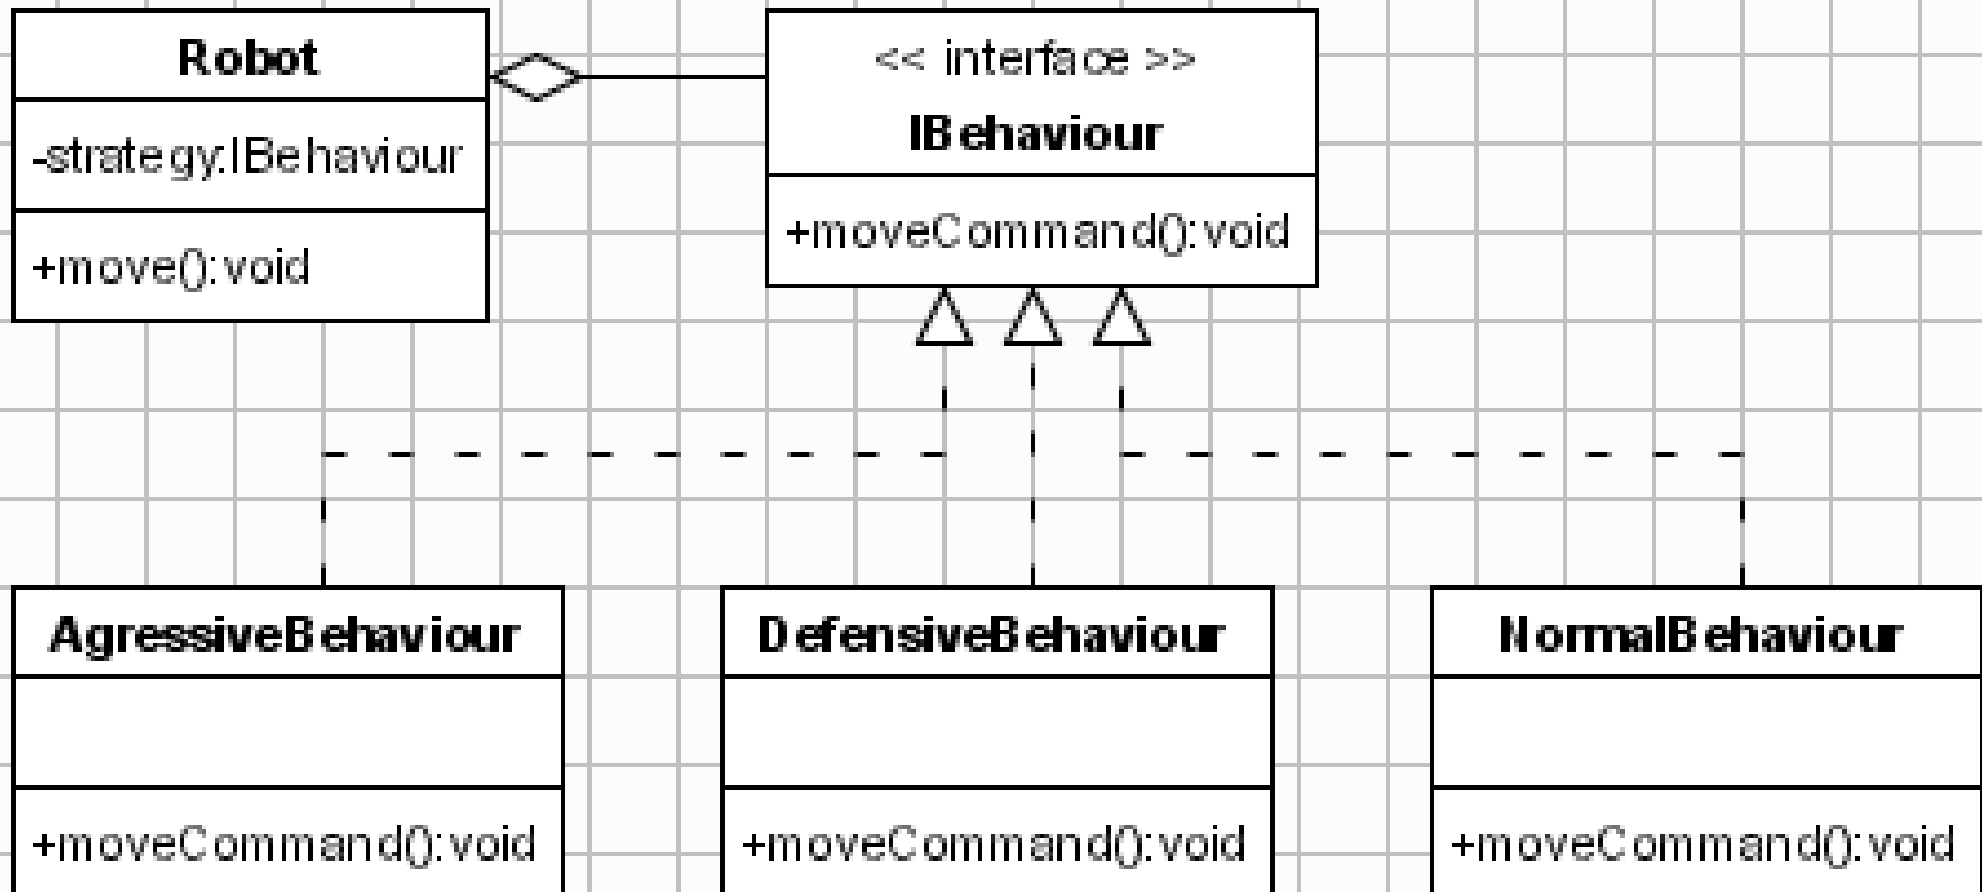 Robot
-strategy:IBehaviour
+move():void
<< interface >>
IBehaviour
+moveCommand():void
AgressiveBehaviour
+moveCommand():void
DefensiveBehaviour
+moveCommand():void
NormalBehaviour
+moveCommand():void